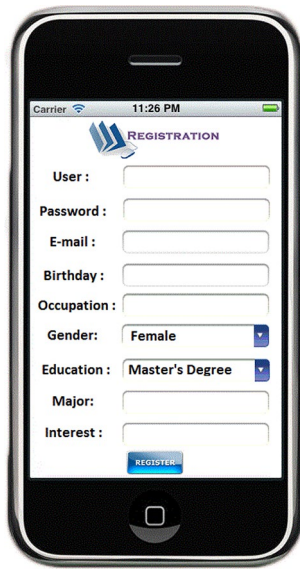 Carrier 11:26 PM
REGISTRATION
User :
Password :
E-mail :
Birthday :
Occupation :
Gender: Female
Education : Master's Degree
Major:
Interest :
REGISTER